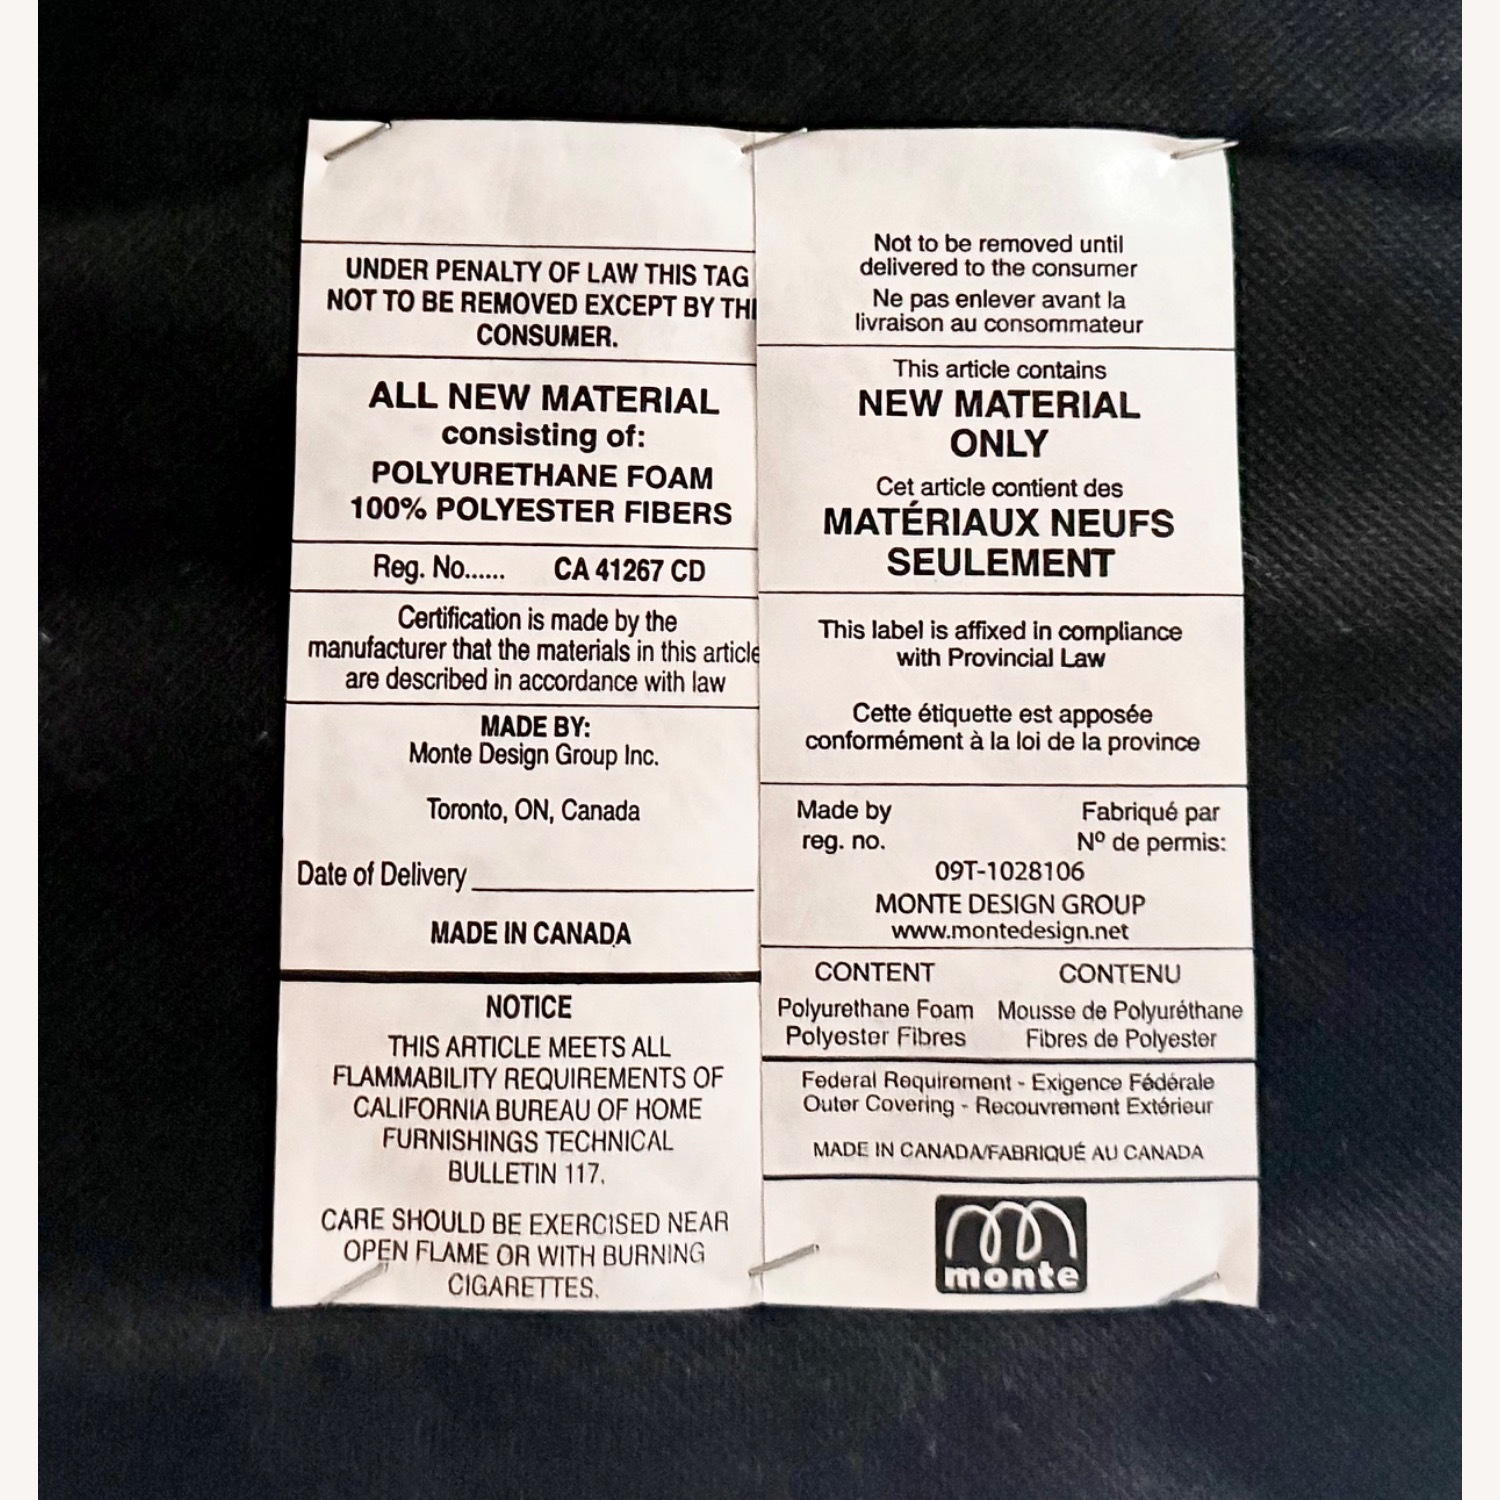 UNDER PENALTY OF LAW THIS TAG
NOT TO BE REMOVED EXCEPT BY TH
CONSUMER.
ALL NEW MATERIAL
consisting of:
POLYURETHANE FOAM
100% POLYESTER FIBERS
Reg. No...... CA 41267 CD
Certification is made by the
manufacturer that the materials in this article
are described in accordance with law
MADE BY:
Monte Design Group Inc.
Toronto, ON, Canada
Date of Delivery
MADE IN CANADA
NOTICE
THIS ARTICLE MEETS ALL
FLAMMABILITY REQUIREMENTS OF
CALIFORNIA BUREAU OF HOME
FURNISHINGS TECHNICAL
BULLETIN 117.
CARE SHOULD BE EXERCISED NEAR
OPEN FLAME OR WITH BURNING
CIGARETTES.
Not to be removed until
delivered to the consumer
Ne pas enlever avant la
livraison au consommateur
This article contains
NEW MATERIAL
ONLY
Cet article contient des
MATÉRIAUX NEUFS
SEULEMENT
This label is affixed in compliance
with Provincial Law
Cette étiquette est apposée
conformément à la loi de la province
Made by Fabriqué par
reg. no. Nº de permis:
09T-1028106
MONTE DESIGN GROUP
www.montedesign.net
CONTENT CONTENU
Polyurethane Foam Mousse de Polyuréthane
Polyester Fibres Fibres de Polyester
Federal Requirement - Exigence Fédérale
Outer Covering - Recouvrement Extérieur
MADE IN CANADA/FABRIQUÉ AU CANADA
monte